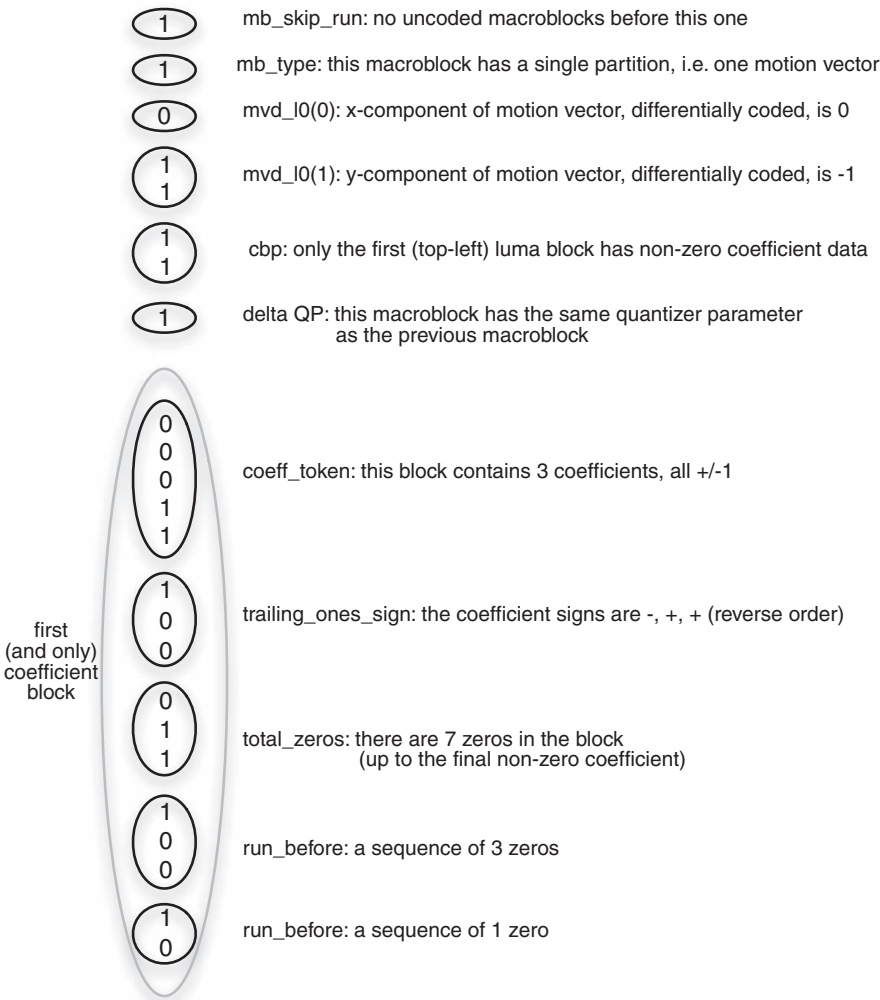 1 mb_skip_run: no uncoded macroblocks before this one
1 mb_type: this macroblock has a single partition, i.e. one motion vector
0 mvd_l0(0): x-component of motion vector, differentially coded, is 0
1
1
mvd_l0(1): y-component of motion vector, differentially coded, is -1
1
1
cbp: only the first (top-left) luma block has non-zero coefficient data
1 delta QP: this macroblock has the same quantizer parameter
as the previous macroblock
first
(and only)
coefficient
block
0
0
0
1
1
coeff_token: this block contains 3 coefficients, all +/-1
1
0
0
trailing_ones_sign: the coefficient signs are -, +, + (reverse order)
0
1
1
total_zeros: there are 7 zeros in the block
(up to the final non-zero coefficient)
1
0
0
run_before: a sequence of 3 zeros
1
0
run_before: a sequence of 1 zero